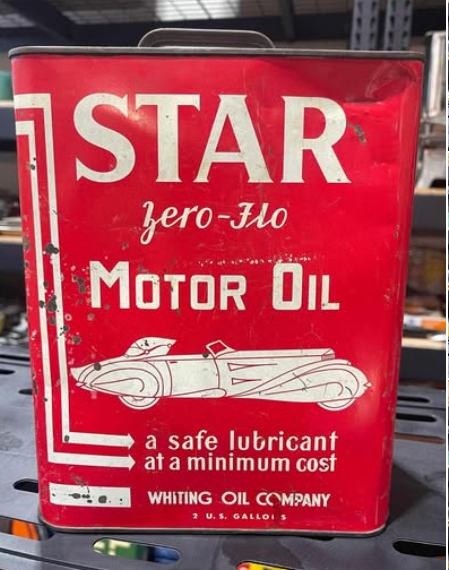 STAR
Zero-Flo
MOTOR OIL
a safe lubricant
at a minimum cost
WHITING OIL COMPANY
2 U.S. GALLONS